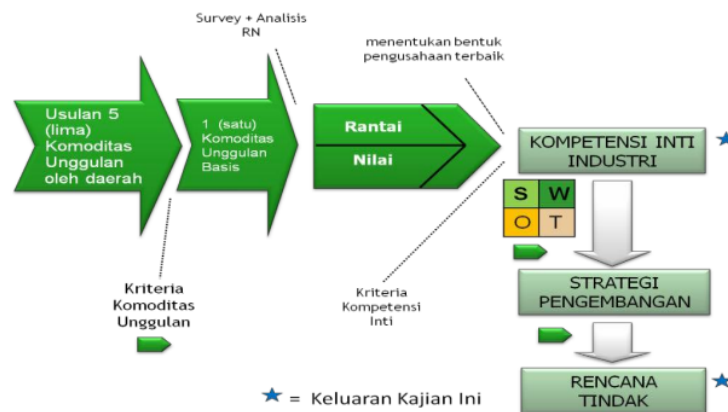 Survey + Analisis
RN
menentukan bentuk
pengusahaan terbaik
Usulan 5
(lima)
Komoditas
Unggulan
oleh daerah
1 (satu)
Komoditas
Unggulan
Basis
Rantai
Nilai
KOMPETENSI INTI
INDUSTRI
S W
O T
Kriteria
Komoditas
Unggulan
Kriteria
Kompetensi
Inti
STRATEGI
PENGEMBANGAN
RENCANA
TINDAK
= Keluaran Kajian Ini